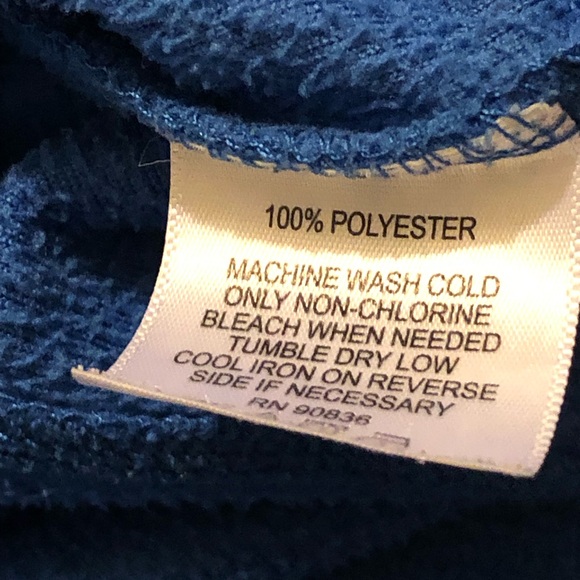 100% POLYESTER
MACHINE WASH COLD
ONLY NON-CHLORINE
BLEACH WHEN NEEDED
TUMBLE DRY LOW
COOL IRON ON REVERSE
SIDE IF NECESSARY
RN 90836